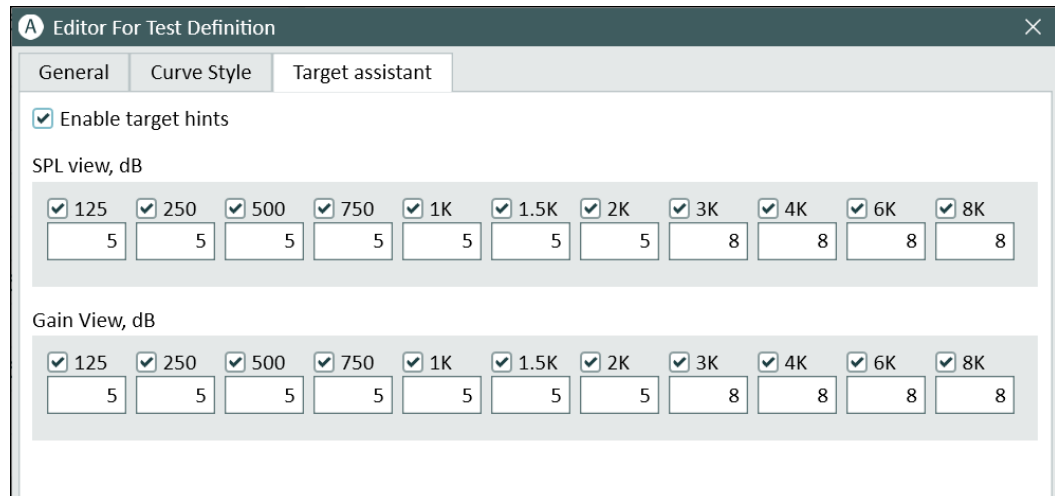 A Editor For Test Definition
General Curve Style Target assistant
Enable target hints
SPL view, dB
125 250 500 750 1K 1.5K 2K 3K 4K 6K 8K
5 5 5 5 5 5 5 8 8 8 8
Gain View, dB
125 250 500 750 1K 1.5K 2K 3K 4K 6K 8K
5 5 5 5 5 5 5 8 8 8 8